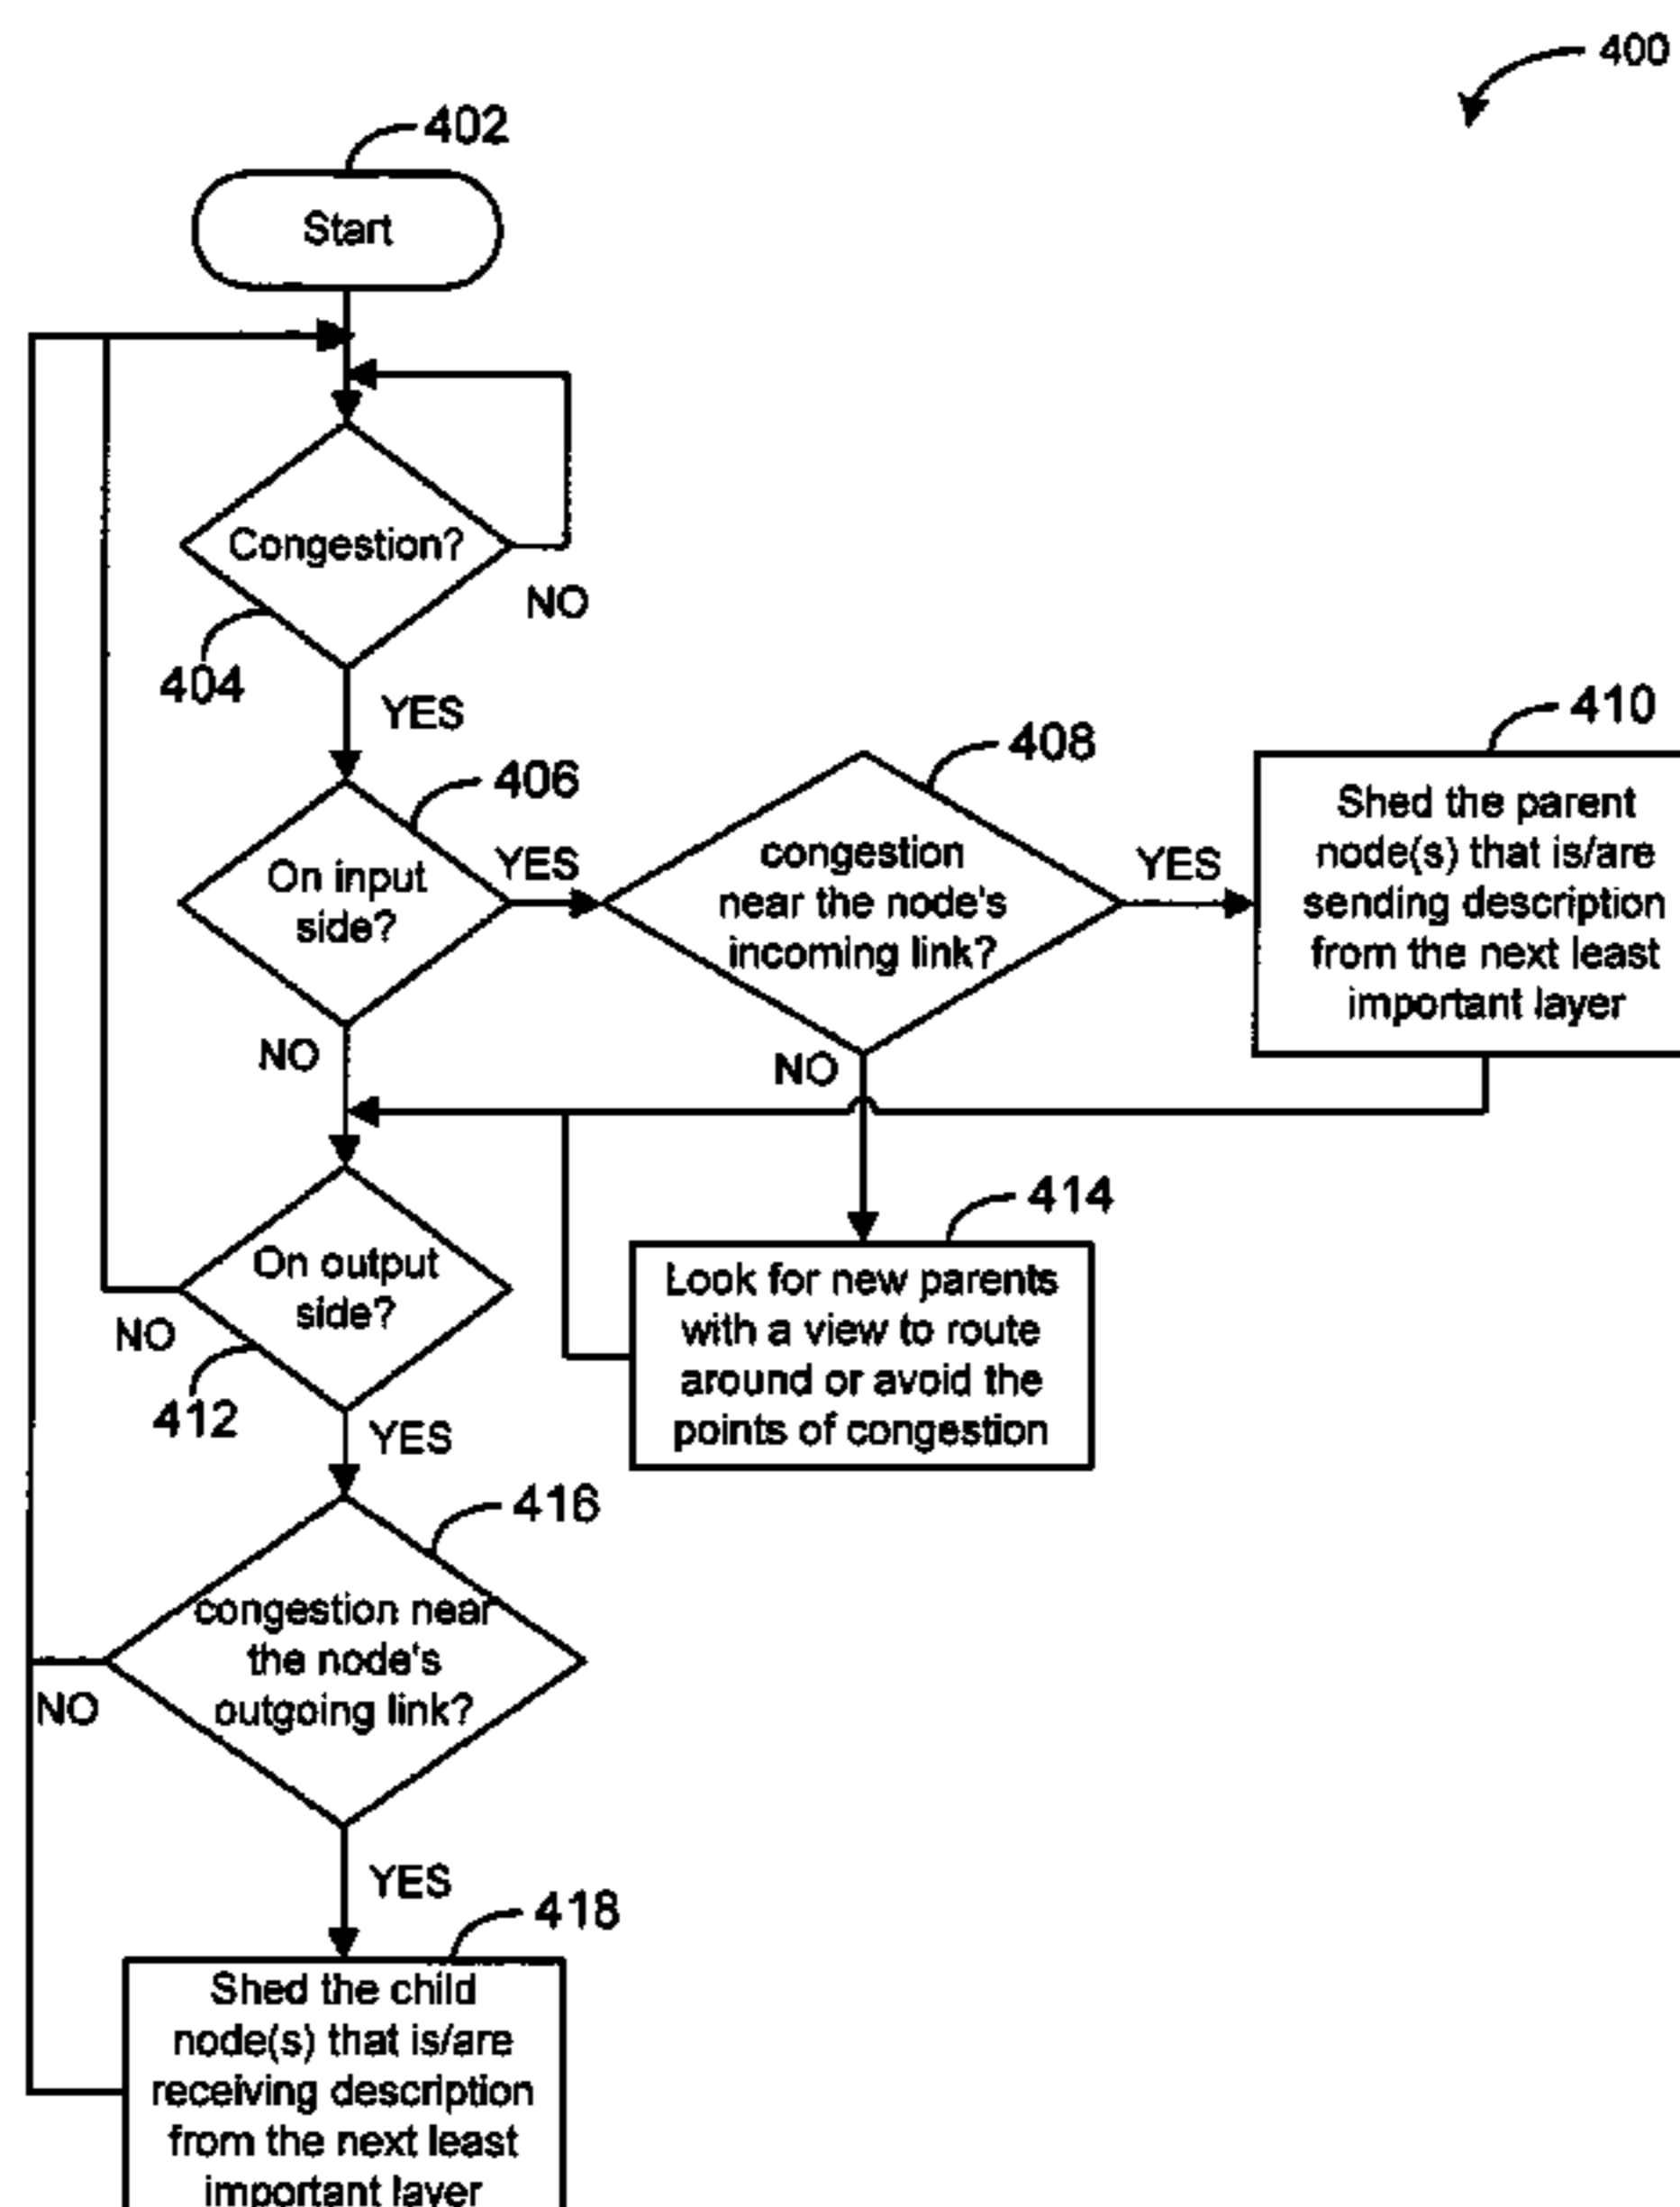 400
402
Start
Congestion?
NO
404
YES
406
On input
side?
YES
408
congestion
near the node's
incoming link?
YES
410
Shed the parent
node(s) that is/are
sending description
from the next least
important layer
NO
NO
414
Look for new parents
with a view to route
around or avoid the
points of congestion
On output
side?
NO
412
YES
416
congestion near
the node's
outgoing link?
NO
YES
418
Shed the child
node(s) that is/are
receiving description
from the next least
important layer